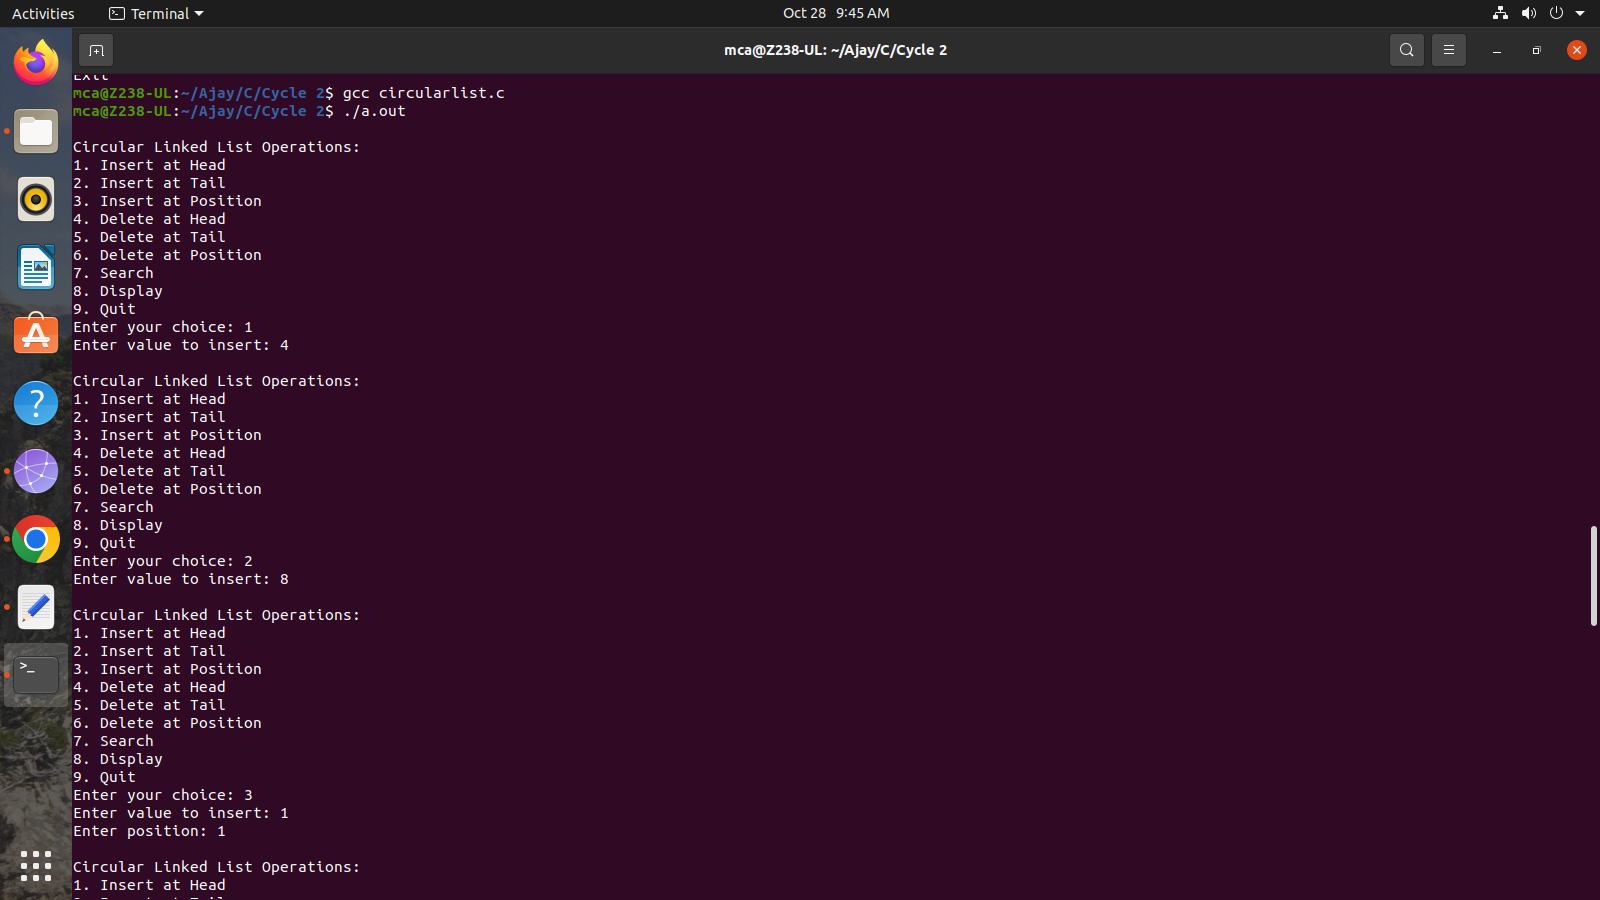 Activities
Terminal
Oct 28 9:45 AM
mca@Z238-UL: ~/Ajay/C/Cycle 2
Exit
mca@Z238-UL:~/Ajay/C/Cycle 2$ gcc circularlist.c
mca@Z238-UL:~/Ajay/C/Cycle 2$ ./a.out
Circular Linked List Operations:
1. Insert at Head
2. Insert at Tail
3. Insert at Position
4. Delete at Head
5. Delete at Tail
6. Delete at Position
7. Search
8. Display
9. Quit
Enter your choice: 1
Enter value to insert: 4
Circular Linked List Operations:
1. Insert at Head
2. Insert at Tail
3. Insert at Position
4. Delete at Head
5. Delete at Tail
6. Delete at Position
7. Search
8. Display
9. Quit
Enter your choice: 2
Enter value to insert: 8
Circular Linked List Operations:
1. Insert at Head
2. Insert at Tail
3. Insert at Position
4. Delete at Head
5. Delete at Tail
6. Delete at Position
7. Search
8. Display
9. Quit
Enter your choice: 3
Enter value to insert: 1
Enter position: 1
Circular Linked List Operations:
1. Insert at Head